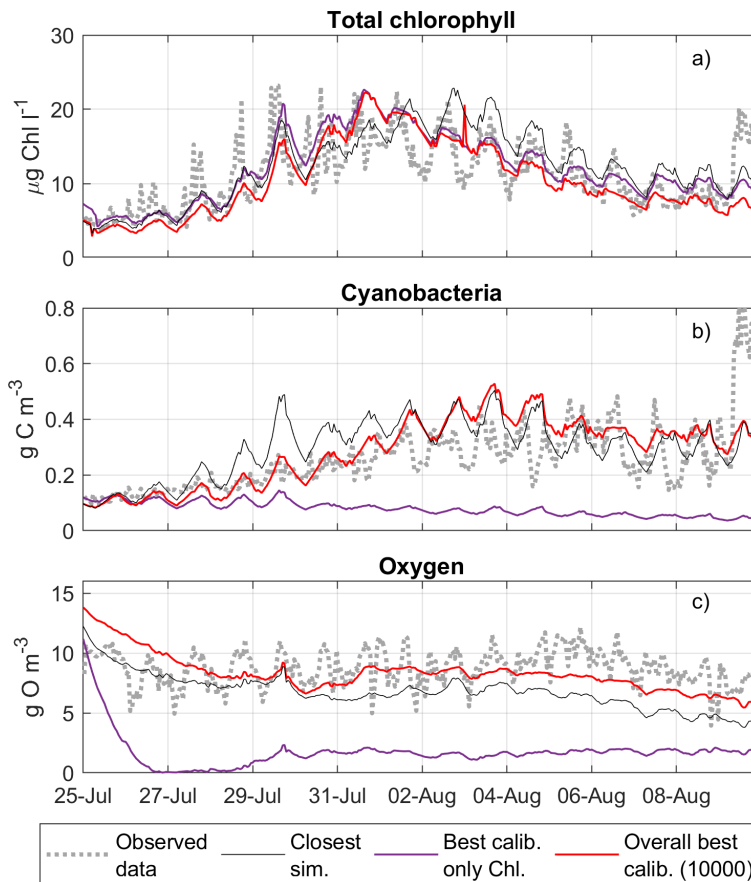 Total chlorophyll
a)
30
20
10
0
μg Chl l-1
Cyanobacteria
b)
0.8
0.6
0.4
0.2
0
g C m-3
Oxygen
c)
15
10
5
0
g O m-3
25-Jul 27-Jul 29-Jul 31-Jul 02-Aug 04-Aug 06-Aug 08-Aug
Observed data
Closest sim.
Best calib. only Chl.
Overall best calib. (10000)